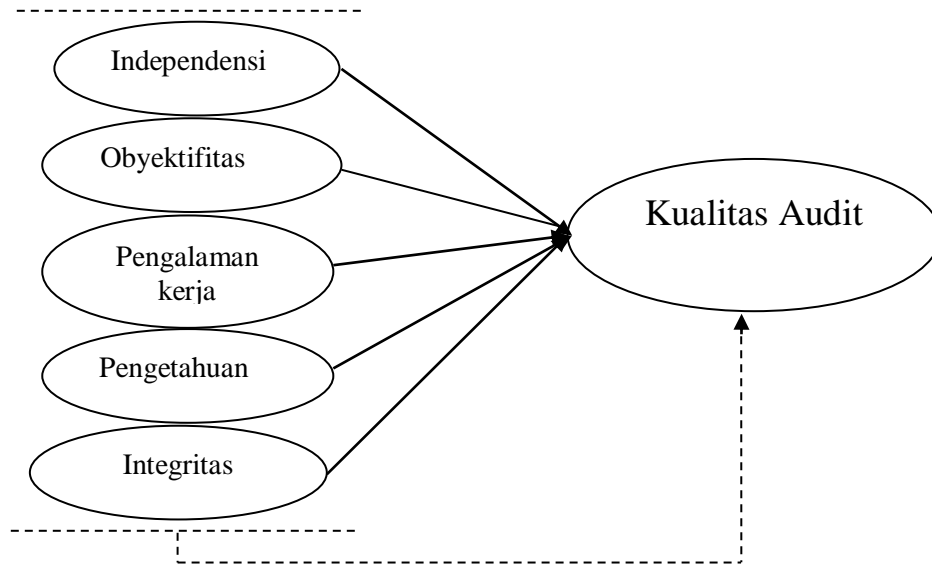 Independensi
Obyektifitas
Pengalaman
kerja
Pengetahuan
Integritas
Kualitas Audit